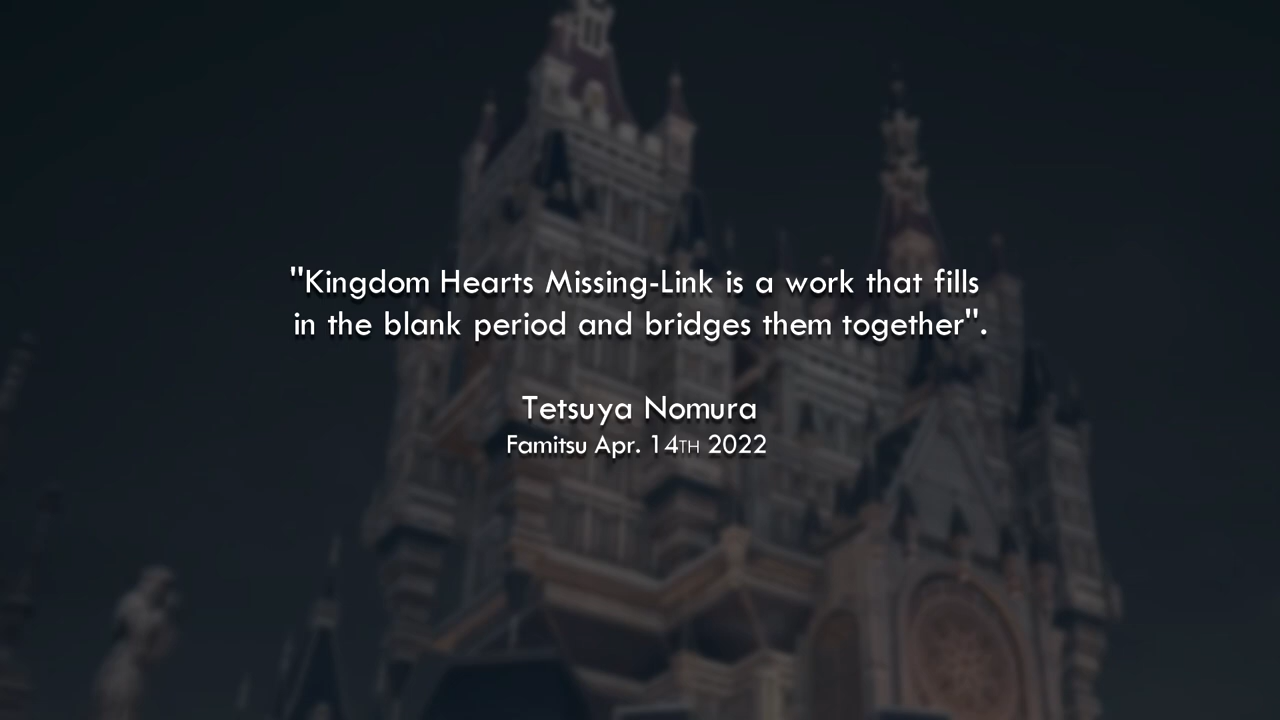 "Kingdom Hearts Missing-Link is a work that fills
in the blank period and bridges them together".
Tetsuya Nomura
Famitsu Apr. 14TH 2022